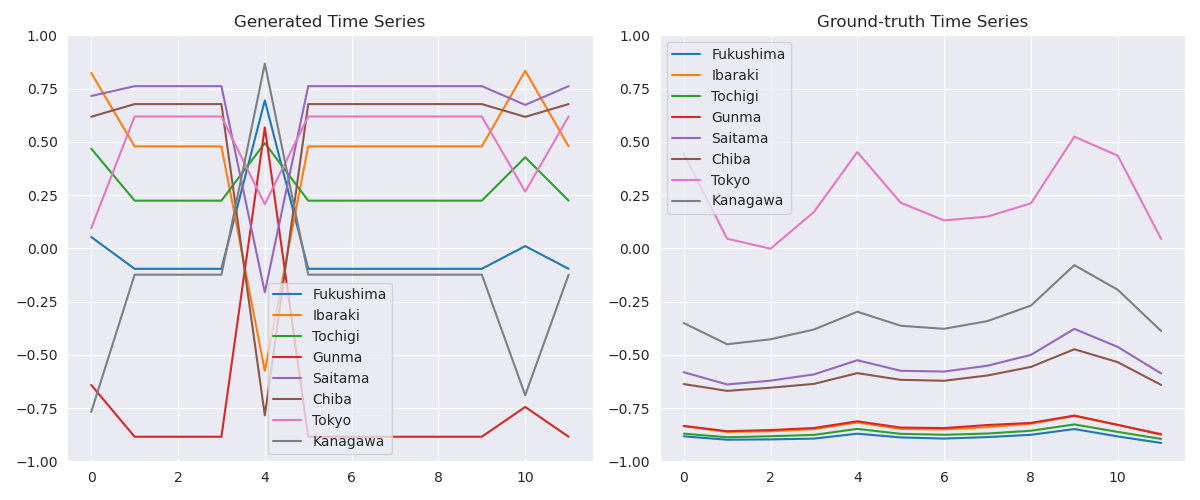 Generated Time Series
1.00
0.75
0.50
0.25
0.00
−0.25
−0.50
−0.75
−1.00
0 2 4 6 8 10
Fukushima
Ibaraki
Tochigi
Gunma
Saitama
Chiba
Tokyo
Kanagawa
Ground-truth Time Series
1.00
0.75
0.50
0.25
0.00
−0.25
−0.50
−0.75
−1.00
0 2 4 6 8 10
Fukushima
Ibaraki
Tochigi
Gunma
Saitama
Chiba
Tokyo
Kanagawa